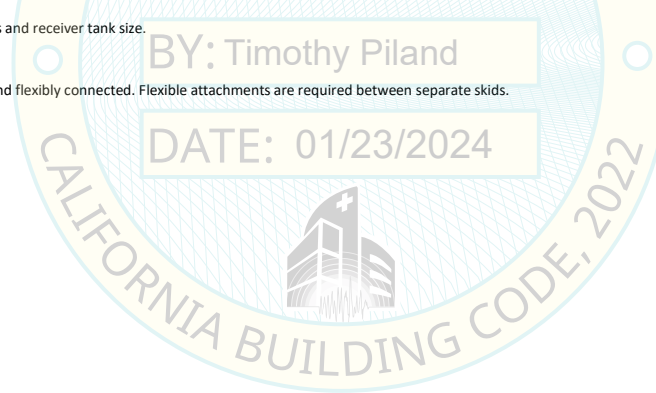 s and receiver tank size.
BY: Timothy Piland
nd flexibly connected. Flexible attachments are required between separate skids.
DATE: 01/23/2024
CALIFORNIA BUILDING CODE, 2022